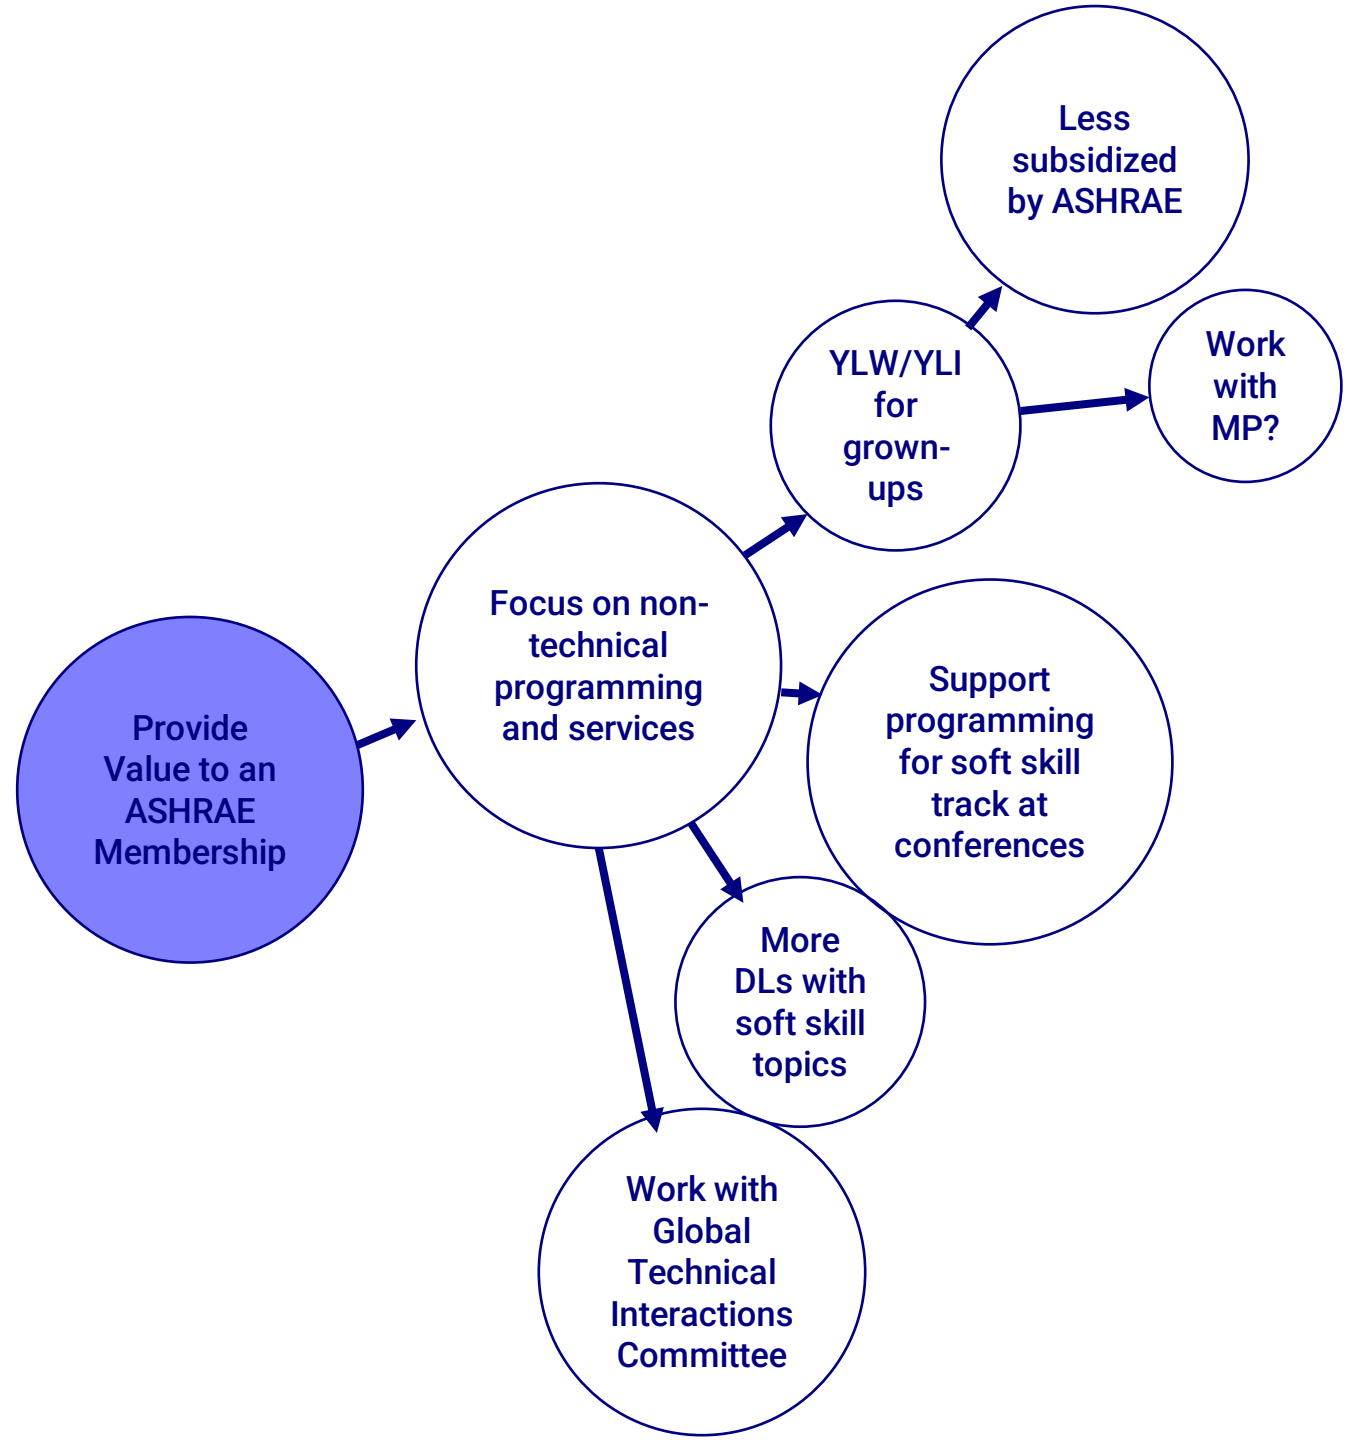 Less
subsidized
by ASHRAE
Work
with
MP?
YLW/YLI
for
grown-
ups
Focus on non-
technical
programming
and services
Provide
Value to an
ASHRAE
Membership
Support
programming
for soft skill
track at
conferences
More
DLs with
soft skill
topics
Work with
Global
Technical
Interactions
Committee